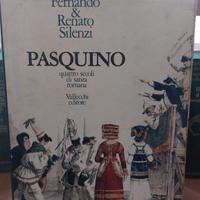 Fernando
&
Renato
Silenzi
PASQUINO
quattro secoli
di satira
romana
Vallecchi
editore